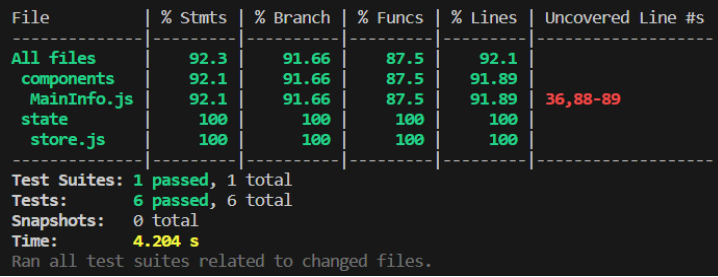 File | % Stmts | % Branch | % Funcs | % Lines | Uncovered Line #s
--------------|---------|----------|---------|---------|-------------------
All files | 92.3 | 91.66 | 87.5 | 92.1 |
components | 92.1 | 91.66 | 87.5 | 91.89 |
MainInfo.js | 92.1 | 91.66 | 87.5 | 91.89 | 36,88-89
state | 100 | 100 | 100 | 100 |
store.js | 100 | 100 | 100 | 100 |
--------------|---------|----------|---------|---------|-------------------
Test Suites: 1 passed, 1 total
Tests: 6 passed, 6 total
Snapshots: 0 total
Time: 4.204 s
Ran all test suites related to changed files.